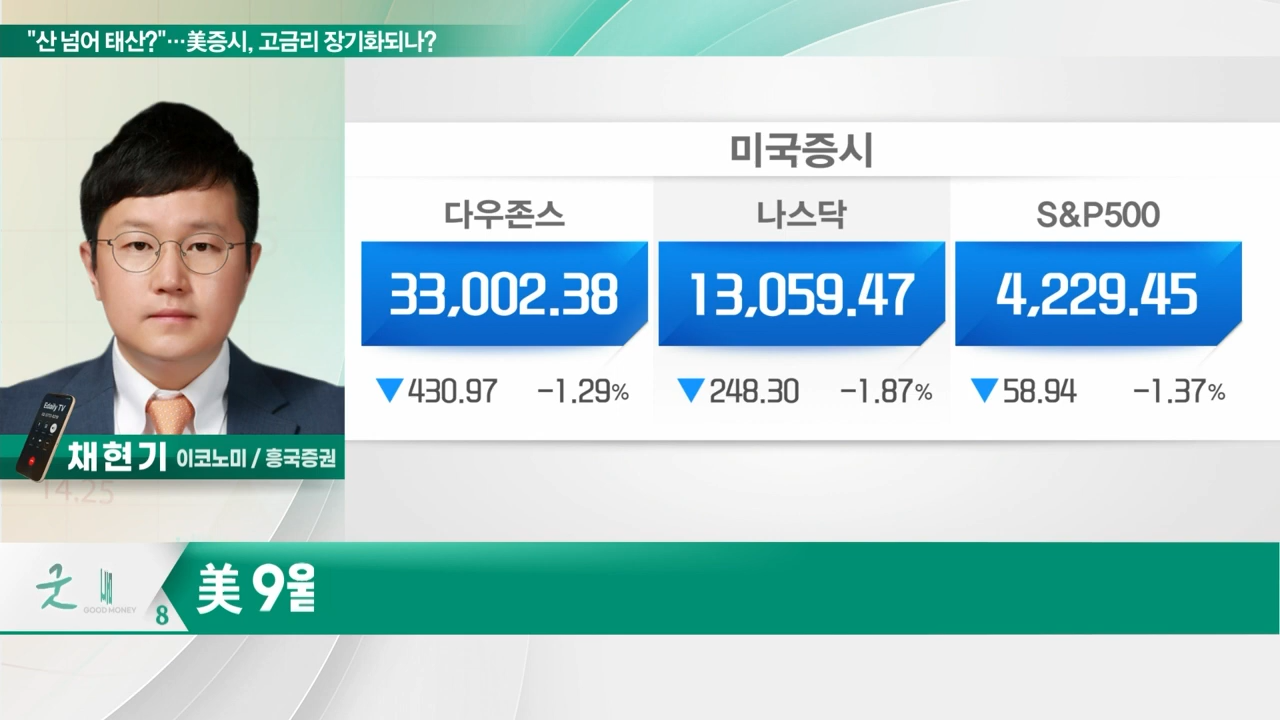 "산 넘어 태산?"…美증시, 고금리 장기화되나?
미국증시
다우존스 나스닥 S&P500
33,002.38 13,059.47 4,229.45
▼430.97 -1.29% ▼248.30 -1.87% ▼58.94 -1.37%
Edaily TV
채현기 이코노미 / 흥국증권
14.25
굿
GOOD MONEY
8
美 9월